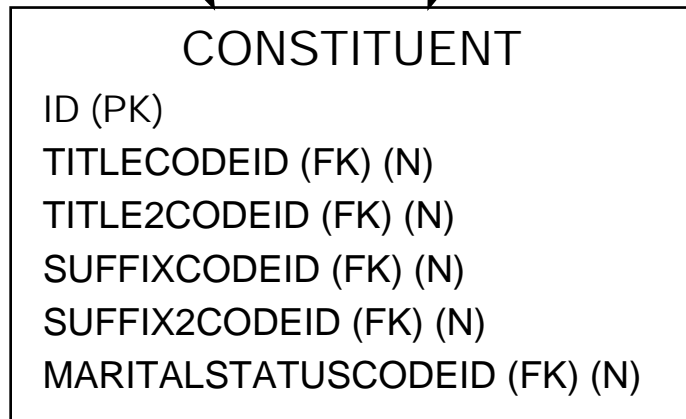 CONSTITUENT
ID (PK)
TITLECODEID (FK) (N)
TITLE2CODEID (FK) (N)
SUFFIXCODEID (FK) (N)
SUFFIX2CODEID (FK) (N)
MARITALSTATUSCODEID (FK) (N)